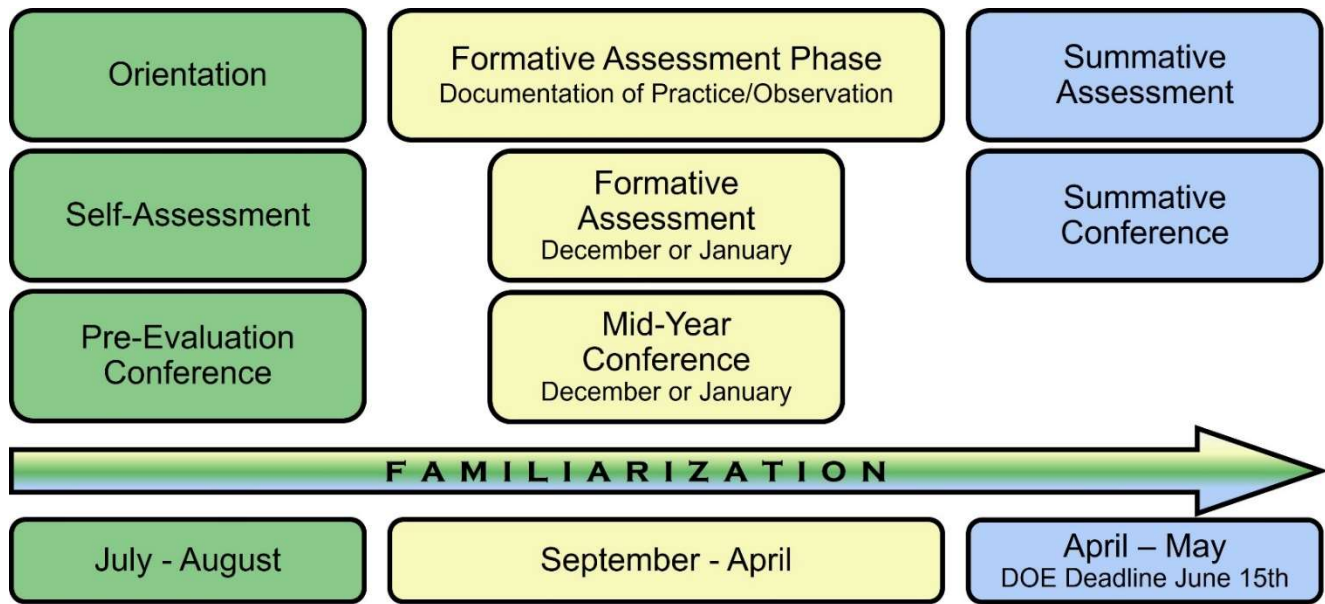 Orientation
Formative Assessment Phase
Documentation of Practice/Observation
Summative
Assessment
Self-Assessment
Formative
Assessment
December or January
Summative
Conference
Pre-Evaluation
Conference
Mid-Year
Conference
December or January
FAMILIARIZATION
July - August
September - April
April – May
DOE Deadline June 15th